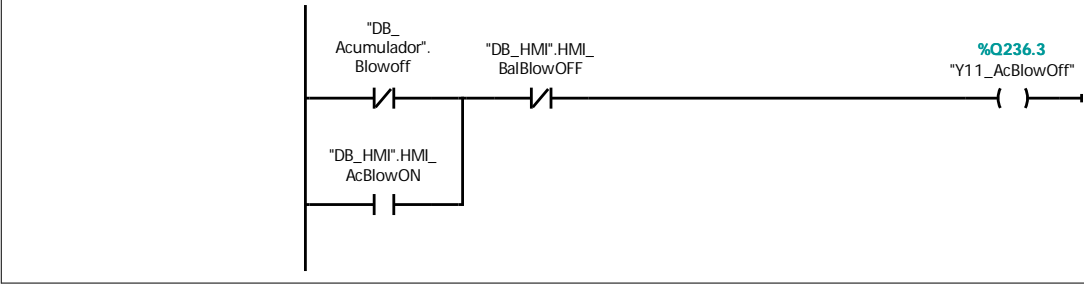 "DB_
Acumulador".
Blowoff
"DB_HMI".HMI_
BalBlowOFF
%Q236.3
"Y11_AcBlowOff"
"DB_HMI".HMI_
AcBlowON